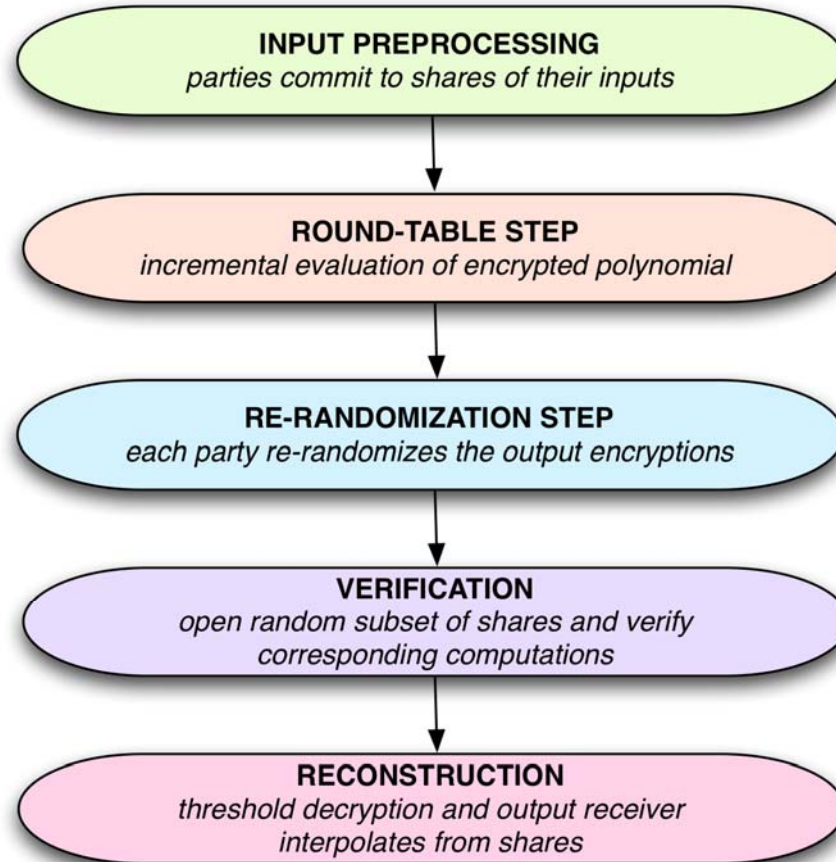 INPUT PREPROCESSING
parties commit to shares of their inputs
ROUND-TABLE STEP
incremental evaluation of encrypted polynomial
RE-RANDOMIZATION STEP
each party re-randomizes the output encryptions
VERIFICATION
open random subset of shares and verify
corresponding computations
RECONSTRUCTION
threshold decryption and output receiver
interpolates from shares